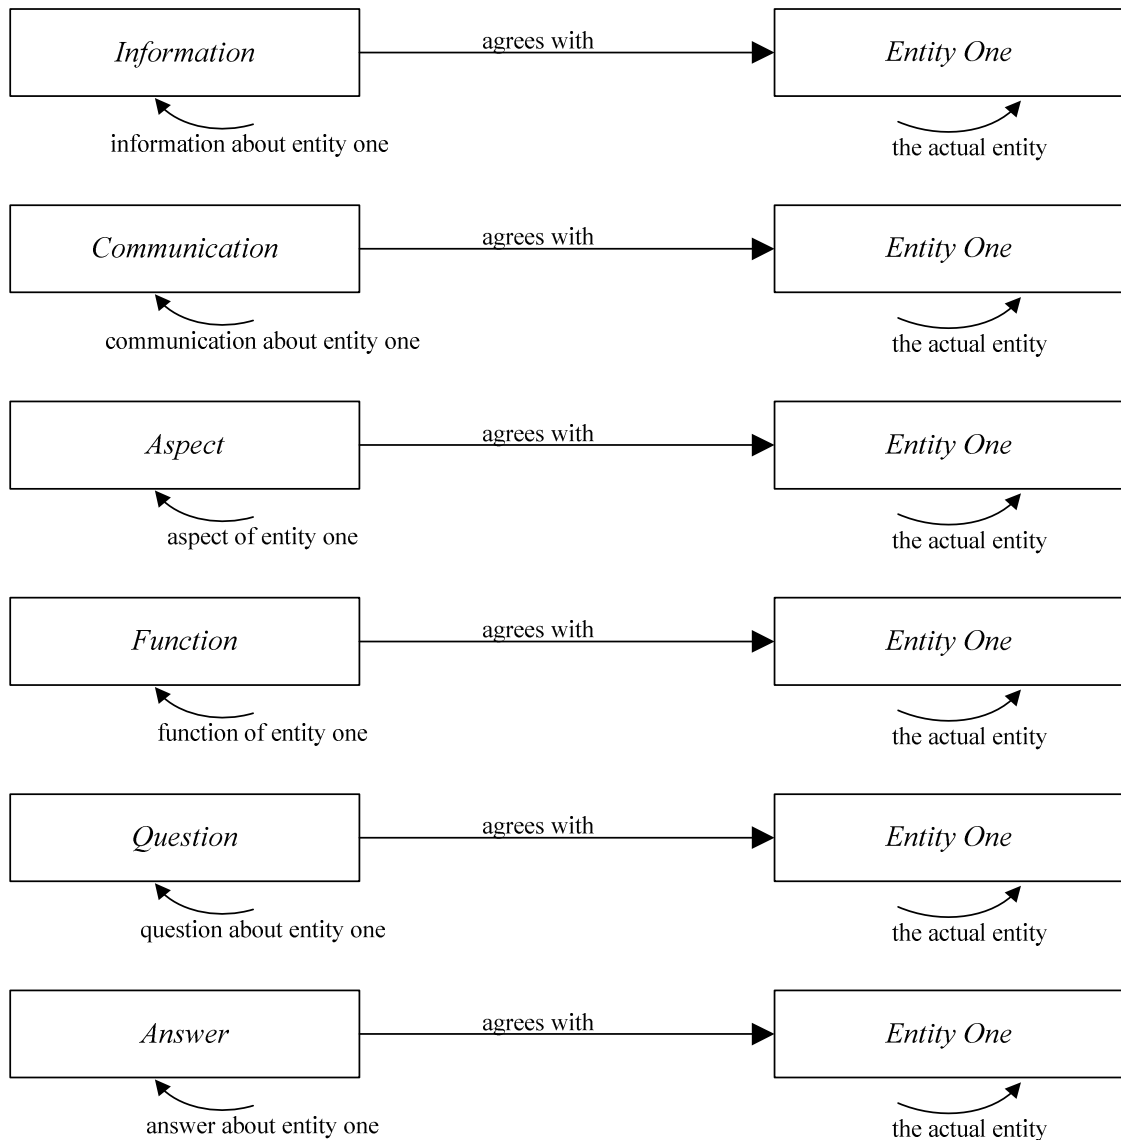 Information
agrees with
Entity One
information about entity one
the actual entity
Communication
agrees with
Entity One
communication about entity one
the actual entity
Aspect
agrees with
Entity One
aspect of entity one
the actual entity
Function
agrees with
Entity One
function of entity one
the actual entity
Question
agrees with
Entity One
question about entity one
the actual entity
Answer
agrees with
Entity One
answer about entity one
the actual entity